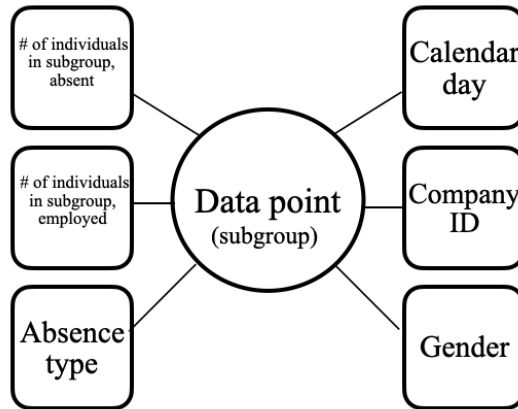 # of individuals
in subgroup,
absent
Calendar
day
# of individuals
in subgroup,
employed
Data point
(subgroup)
Company
ID
Absence
type
Gender